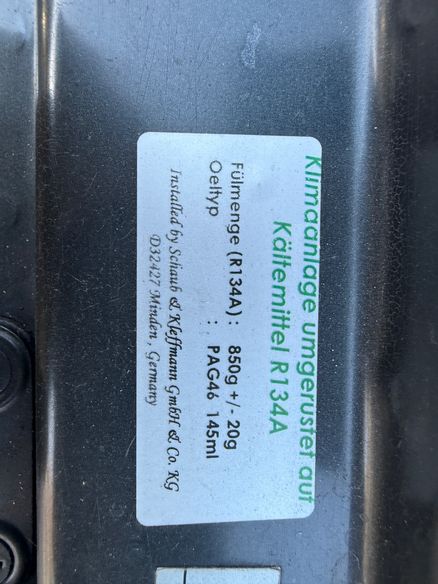 Klimaanlage umgerüstet auf
Kältemittel R134A
Fülmenge (R134A) : 850g +/- 20g
Oeltyp : PAG46 145ml
Installed by Schaub & Kleffmann GmbH & Co. KG
D32427 Minden , Germany